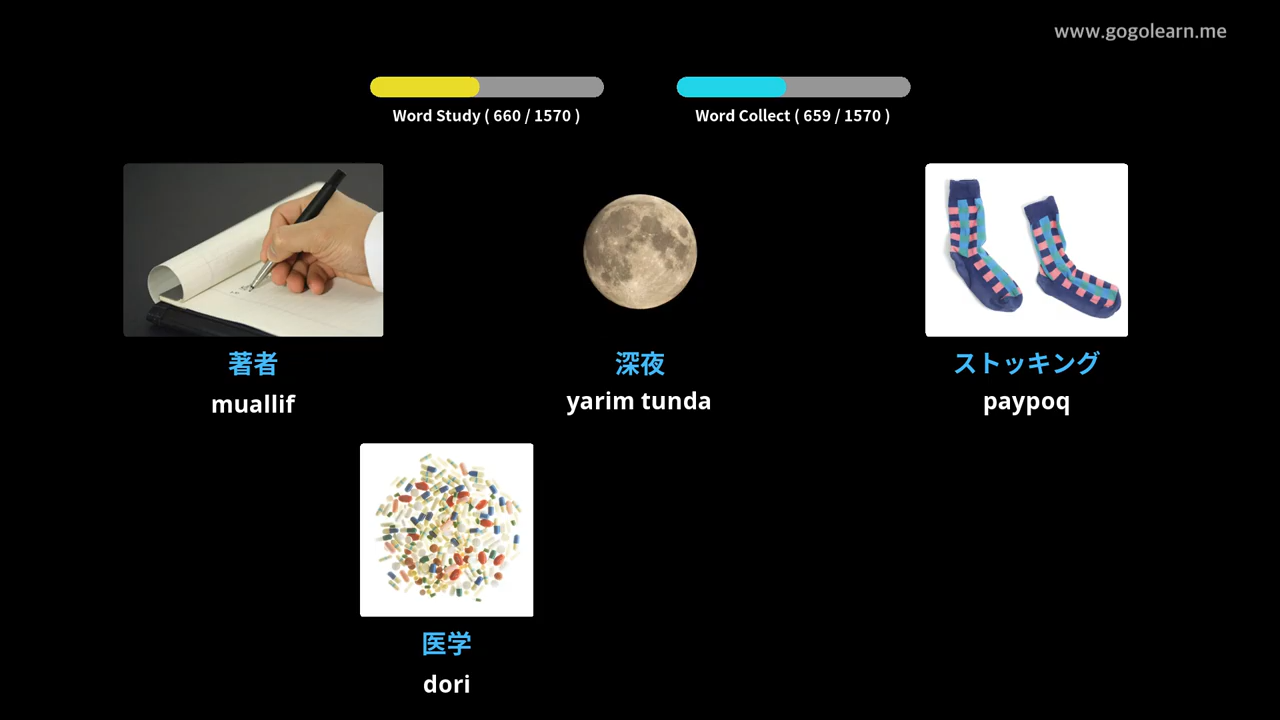 www.gogolearn.me
Word Study ( 660 / 1570 )
Word Collect ( 659 / 1570 )
著者
muallif
深夜
yarim tunda
ストッキング
paypoq
医学
dori